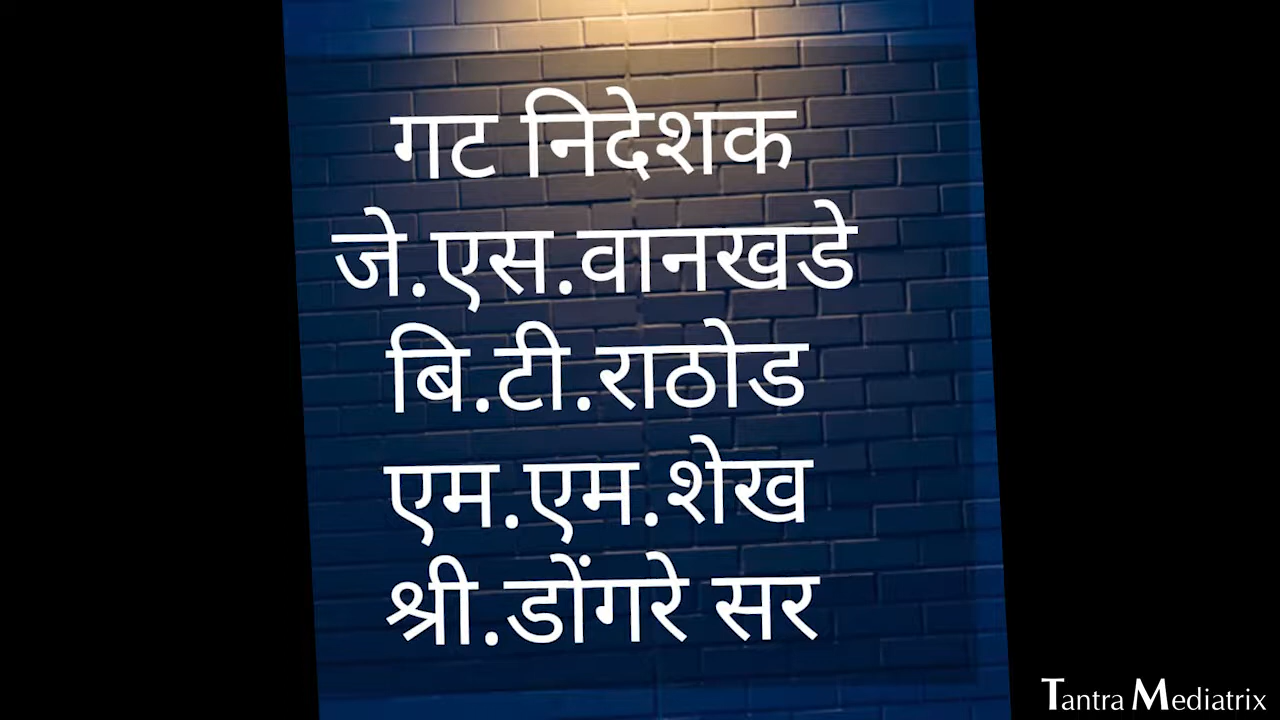 गट निदेशक
जे.एस.वानखडे
बि.टी.राठोड
एम.एम.शेख
श्री.डोंगरे सर
Tantra Mediatrix